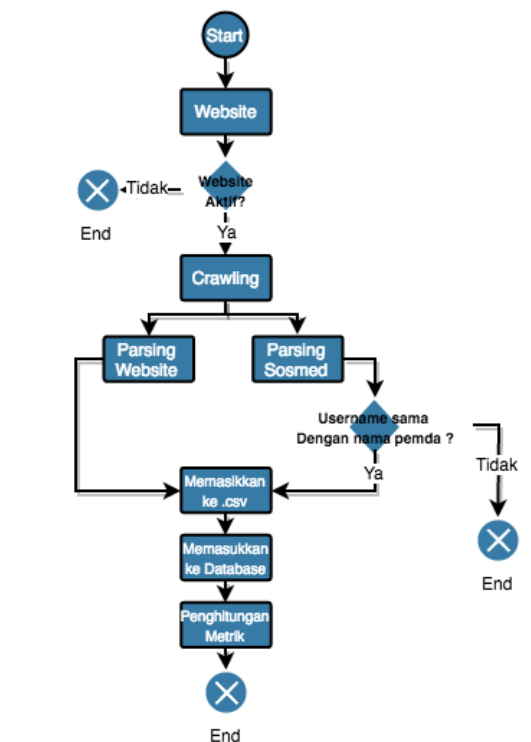 Start
Website
Website
Aktif?
Tidak
End
Ya
Crawling
Parsing
Website
Parsing
Sosmed
Username sama
Dengan nama pemda ?
Ya
Tidak
End
Memasikkan
ke .csv
Memasukkan
ke Database
Penghitungan
Metrik
End